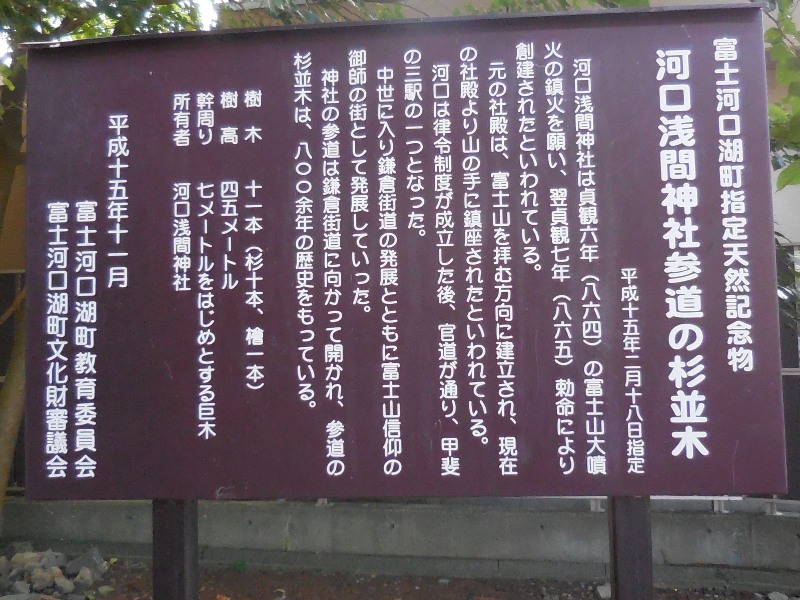 富士河口湖町指定天然記念物
河口浅間神社参道の杉並木
平成十五年二月十八日指定
河口浅間神社は貞観六年（八六四）の富士山大噴
火の鎮火を願い、翌貞観七年（八六五）勅命により
創建されたといわれている。
元の社殿は、富士山を拝む方向に建立され、現在
の社殿より山の手に鎮座されたといわれている。
河口は律令制度が成立した後、官道が通り、甲斐
の三駅の一つとなった。
中世に入り鎌倉街道の発展とともに富士山信仰の
御師の街として発展していった。
神社の参道は鎌倉街道に向かって開かれ、参道の
杉並木は、八〇〇余年の歴史をもっている。
樹木 十一本（杉十本、檜一本）
樹高 四五メートル
幹周り 七メートルをはじめとする巨木
所有者 河口浅間神社
平成十五年十一月
富士河口湖町教育委員会
富士河口湖町文化財審議会